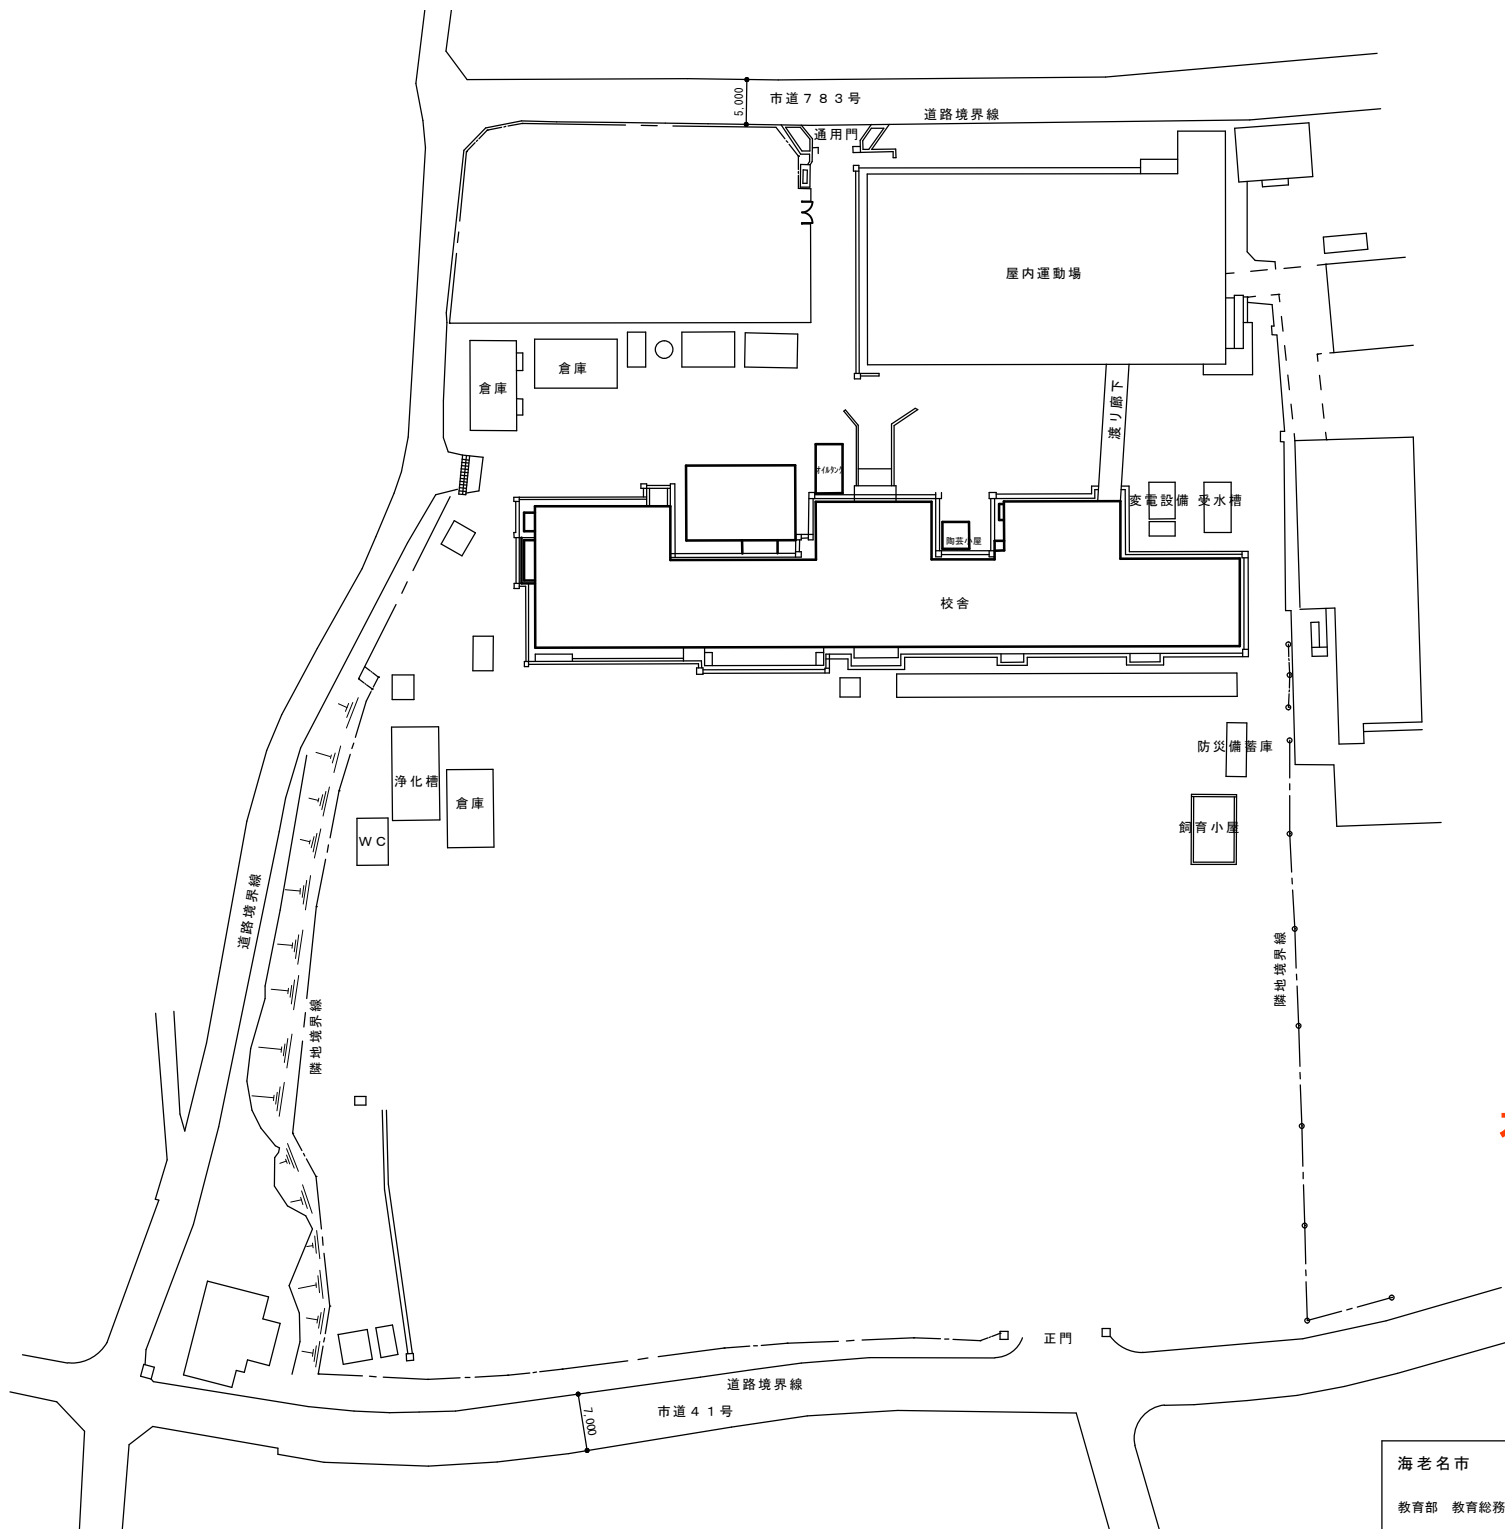 市道７８３号
5,000
道路境界線
通用門
屋内運動場
倉庫
倉庫
渡り廊下
オイルタンク
変電設備
受水槽
陶芸小屋
校舎
防災備蓄庫
浄化槽
倉庫
飼育小屋
ＷＣ
道路境界線
隣地境界線
隣地境界線
正門
道路境界線
市道４１号
7,000
海老名市
教育部　教育総務